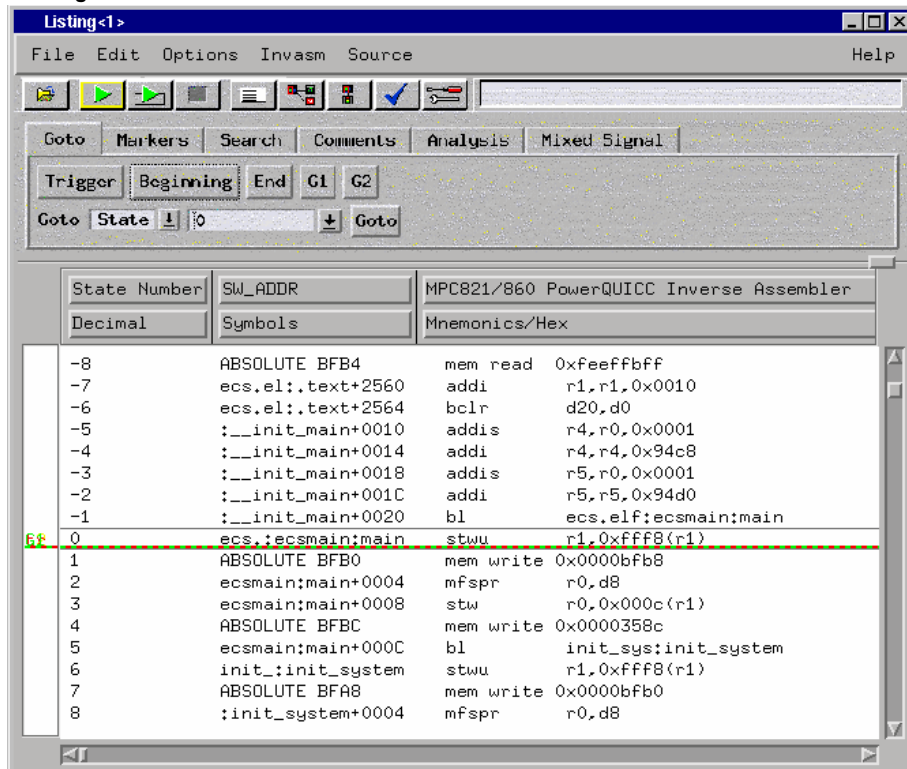 Listing<1>
File Edit Options Invasm Source Help
Goto Markers Search Comments Analysis Mixed Signal
Trigger Beginning End G1 G2
Goto State 0 Goto
State Number SW_ADDR MPC821/860 PowerQUICC Inverse Assembler
Decimal Symbols Mnemonics/Hex
-8 ABSOLUTE BFB4 mem read 0xfeeffbff
-7 ecs.el:.text+2560 addi r1,r1,0x0010
-6 ecs.el:.text+2564 bclr d20,d0
-5 :__init_main+0010 addis r4,r0,0x0001
-4 :__init_main+0014 addi r4,r4,0x94c8
-3 :__init_main+0018 addis r5,r0,0x0001
-2 :__init_main+001C addi r5,r5,0x94d0
-1 :__init_main+0020 bl ecs.elf:ecsmain:main
0 ecs.:ecsmain:main stwu r1,0xfff8(r1)
1 ABSOLUTE BFB0 mem write 0x0000bfb8
2 ecsmain:main+0004 mfspr r0,d8
3 ecsmain:main+0008 stw r0,0x000c(r1)
4 ABSOLUTE BFBC mem write 0x0000358c
5 ecsmain:main+000C bl init_sys:init_system
6 init_:init_system stwu r1,0xfff8(r1)
7 ABSOLUTE BFA8 mem write 0x0000bfb0
8 :init_system+0004 mfspr r0,d8